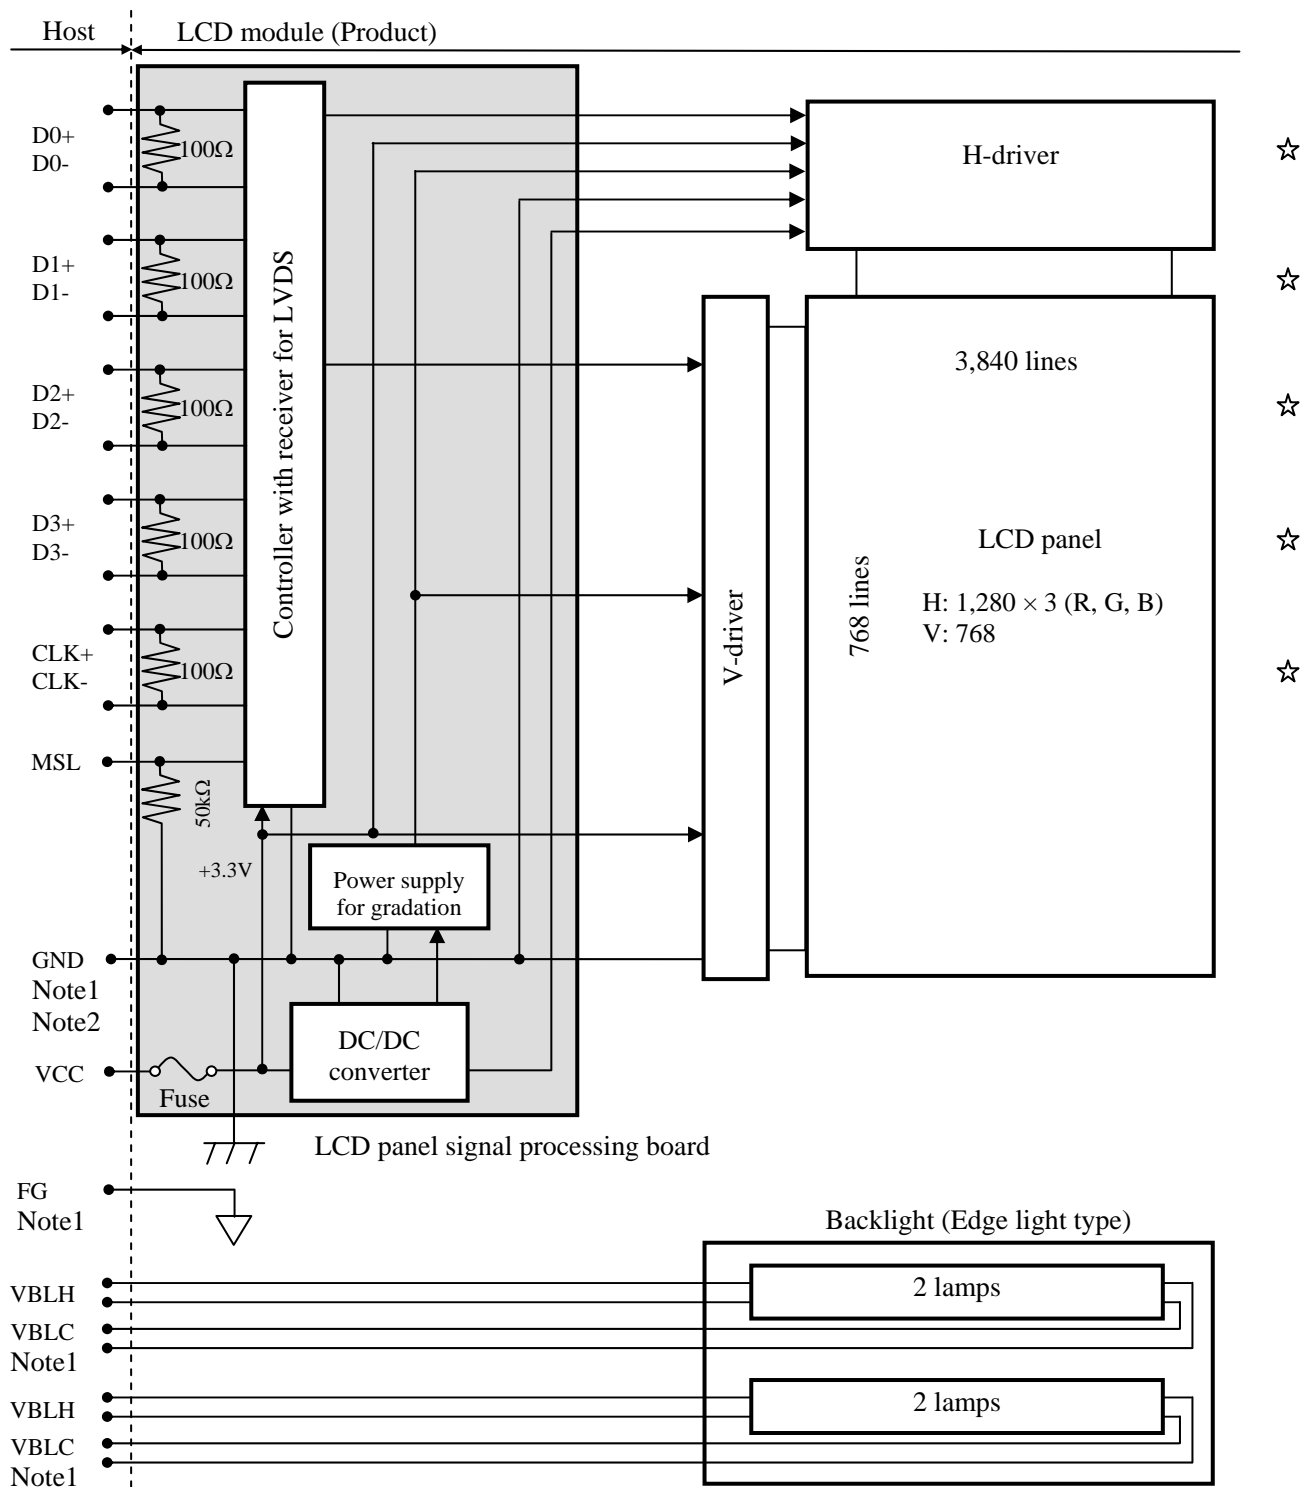 Host
LCD module (Product)
D0+
D0-
100Ω
H-driver
☆
D1+
D1-
100Ω
☆
Controller with receiver for LVDS
3,840 lines
D2+
D2-
100Ω
☆
D3+
D3-
100Ω
LCD panel
☆
768 lines
H: 1,280 × 3 (R, G, B)
V: 768
V-driver
CLK+
CLK-
100Ω
☆
MSL
50kΩ
+3.3V
Power supply
for gradation
GND
Note1
Note2
DC/DC
converter
VCC
Fuse
LCD panel signal processing board
FG
Note1
Backlight (Edge light type)
VBLH
2 lamps
VBLC
Note1
VBLH
2 lamps
VBLC
Note1